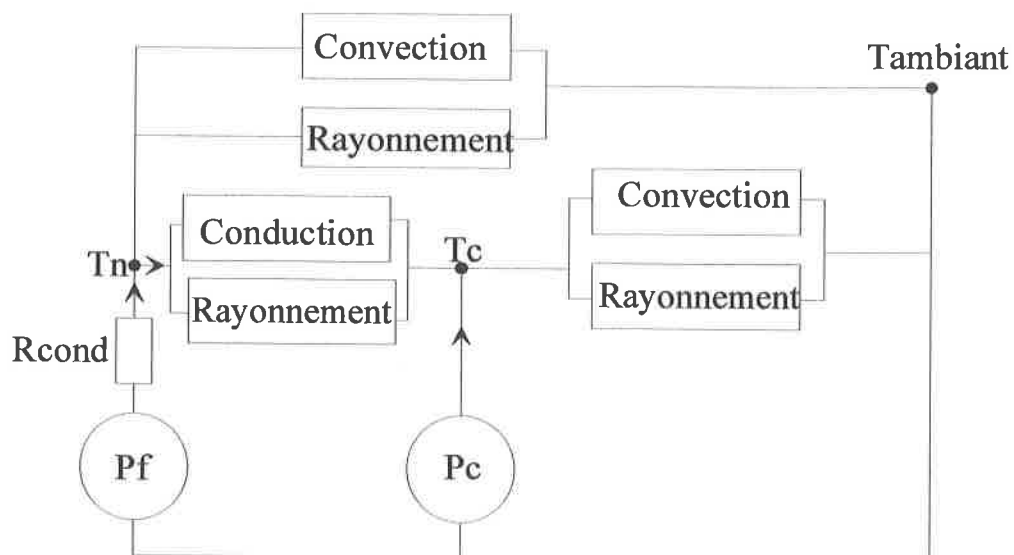 Convection
Tambiant
Rayonnement
Convection
Conduction
Tn
Tc
Rayonnement
Rayonnement
Rcond
Pf
Pc